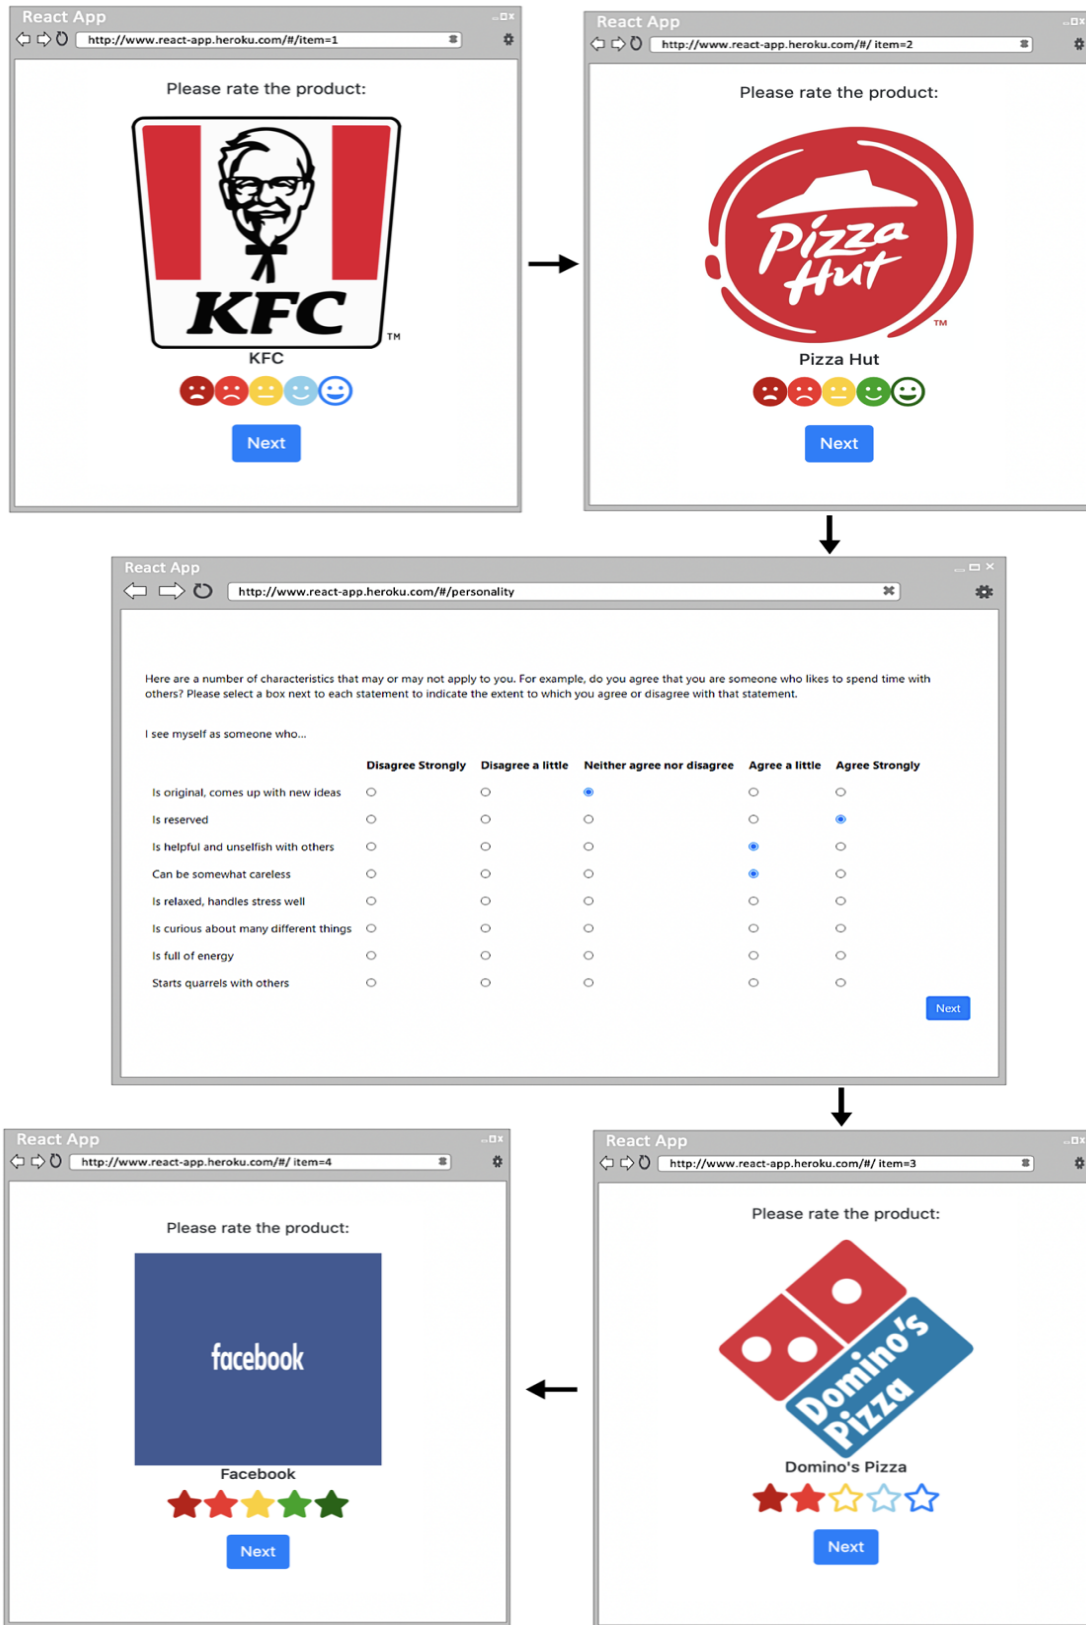 React App
http://www.react-app.heroku.com/#/item=1
Please rate the product:
KFC
TM
KFC
Next
React App
http://www.react-app.heroku.com/#/ item=2
Please rate the product:
Pizza
Hut
TM
Pizza Hut
Next
React App
http://www.react-app.heroku.com/#/personality
Here are a number of characteristics that may or may not apply to you. For example, do you agree that you are someone who likes to spend time with
others? Please select a box next to each statement to indicate the extent to which you agree or disagree with that statement.
I see myself as someone who...
Disagree Strongly Disagree a little Neither agree nor disagree Agree a little Agree Strongly
Is original, comes up with new ideas
Is reserved
Is helpful and unselfish with others
Can be somewhat careless
Is relaxed, handles stress well
Is curious about many different things
Is full of energy
Starts quarrels with others
Next
React App
http://www.react-app.heroku.com/#/ item=4
Please rate the product:
facebook
Facebook
Next
React App
http://www.react-app.heroku.com/#/ item=3
Please rate the product:
Domino's
Pizza
Domino's Pizza
Next